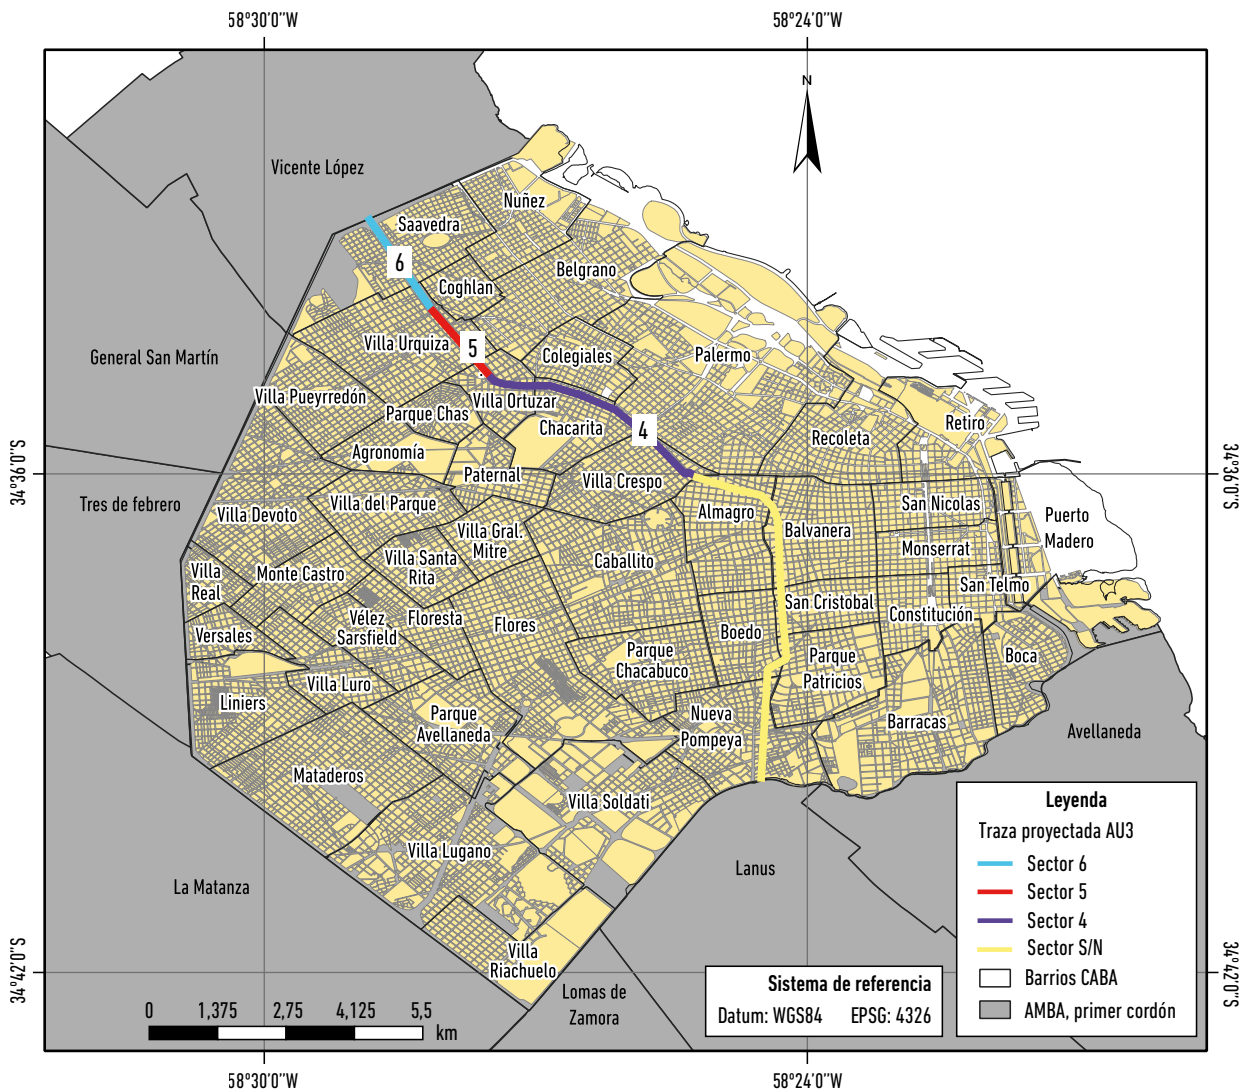 58°30'0"W
58°24'0"W
N
Vicente López
Nuñez
Saavedra
6
Belgrano
Coghlan
General San Martín
Villa Urquiza
5
Colegiales
Palermo
Villa Pueyrredón
Villa Ortuzar
Parque Chas
Chacarita
4
Recoleta
Retiro
Agronomía
34°36'0"S
34°36'0"S
Paternal
Villa Crespo
Tres de febrero
Villa del Parque
Villa Devoto
Almagro
San Nicolas
Puerto
Madero
Villa Gral.
Mitre
Balvanera
Monserrat
Villa Santa
Rita
Caballito
Villa
Real
Monte Castro
San Telmo
San Cristobal
Constitución
Vélez
Sarsfield
Floresta
Flores
Versales
Boedo
Parque
Chacabuco
Parque
Patricios
Boca
Villa Luro
Liniers
Parque
Avellaneda
Nueva
Pompeya
Barracas
Avellaneda
Mataderos
Villa Soldati
Villa Lugano
Lanus
La Matanza
Villa
Riachuelo
Lomas de
Zamora
34°42'0"S
34°42'0"S
Leyenda
Traza proyectada AU3
Sector 6
Sector 5
Sector 4
Sector S/N
Barrios CABA
AMBA, primer cordón
Sistema de referencia
Datum: WGS84 EPSG: 4326
0 1,375 2,75 4,125 5,5
km
58°30'0"W
58°24'0"W